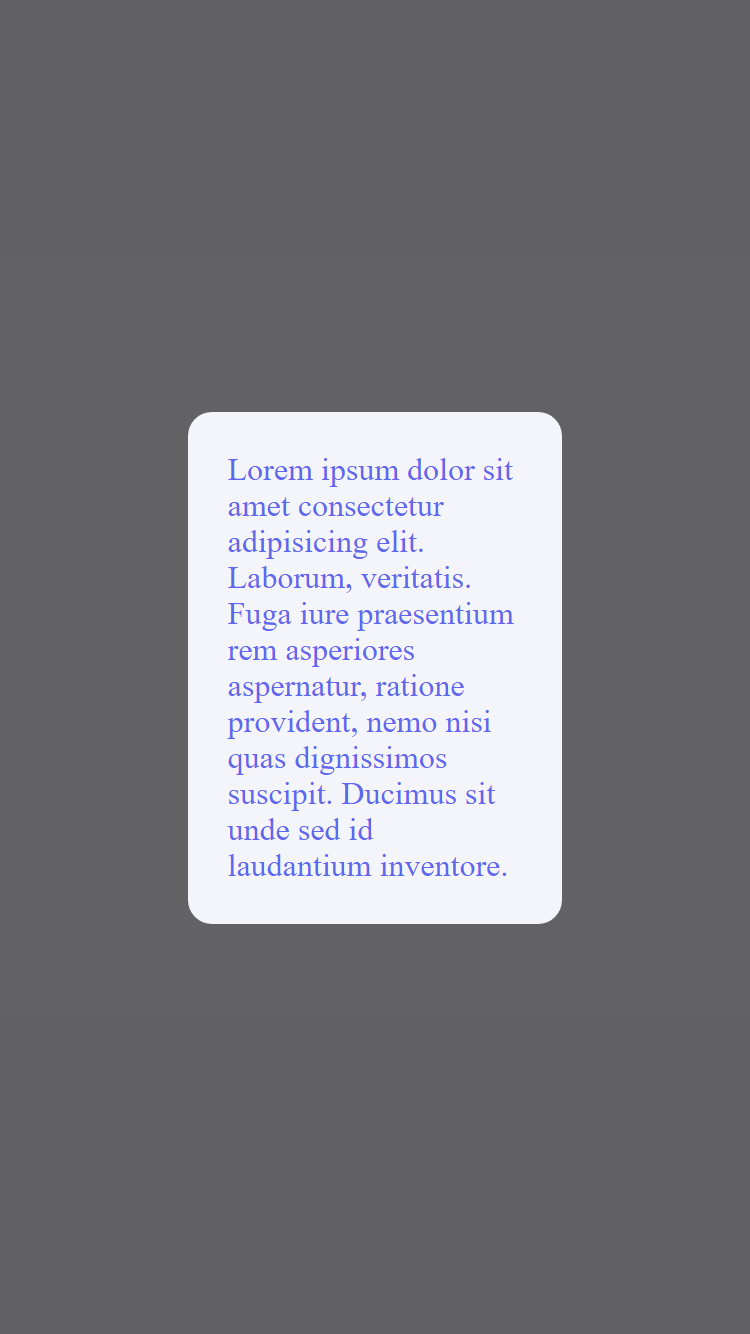 Lorem ipsum dolor sit
amet consectetur
adipisicing elit.
Laborum, veritatis.
Fuga iure praesentium
rem asperiores
aspernatur, ratione
provident, nemo nisi
quas dignissimos
suscipit. Ducimus sit
unde sed id
laudantium inventore.